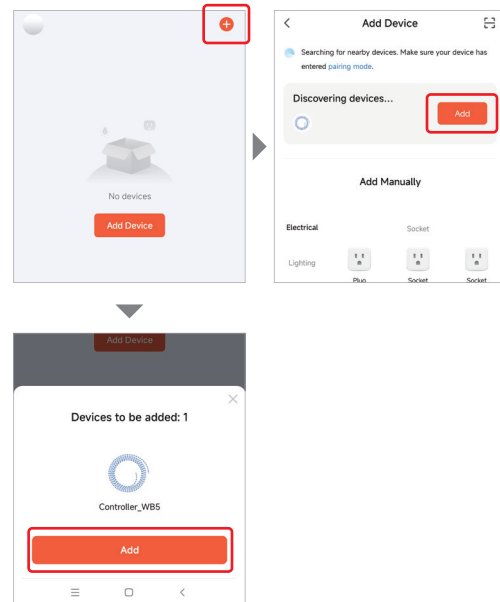 No devices
Add Device
Add Device
Searching for nearby devices. Make sure your device has
entered pairing mode.
Discovering devices...
Add
Add Manually
Electrical
Socket
Lighting
Plug
Socket
Socket
Add Device
Devices to be added: 1
Controller_WB5
Add